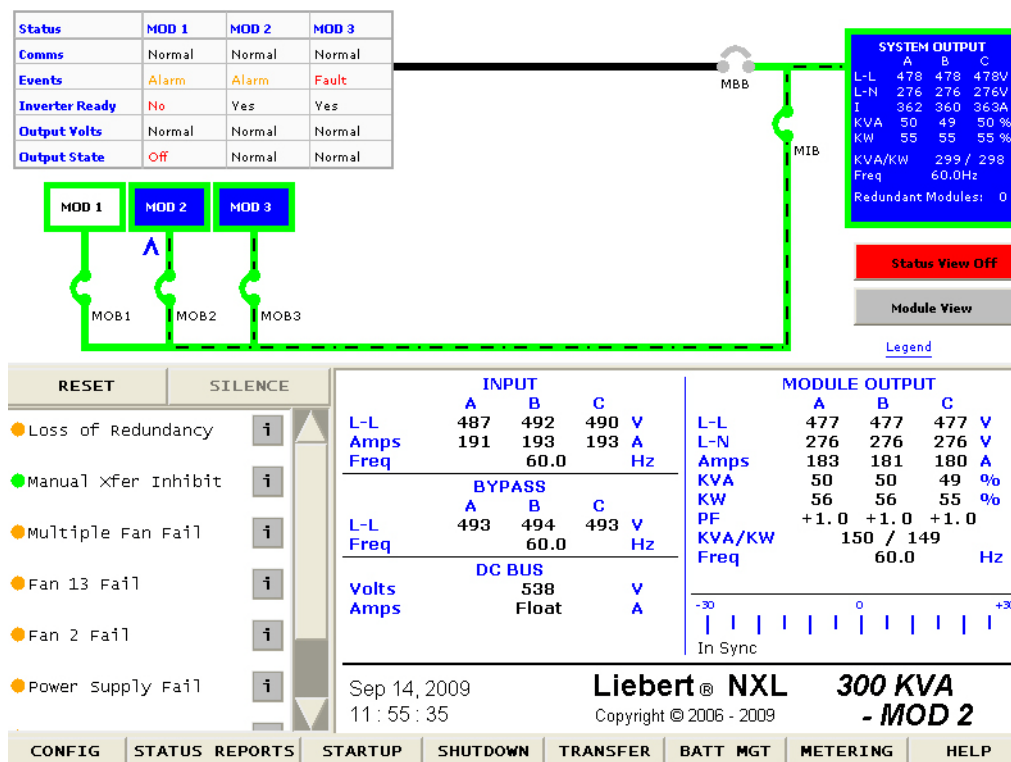 Status MOD 1 MOD 2 MOD 3
Comms Normal Normal Normal
Events Alarm Alarm Fault
Inverter Ready No Yes Yes
Output Volts Normal Normal Normal
Output State Off Normal Normal
MBB
MIB
SYSTEM OUTPUT
A B C
L-L 478 478 478V
L-N 276 276 276V
I 362 360 363A
KVA 50 49 50 %
KW 55 55 55 %
KVA/KW 299 / 298
Freq 60.0Hz
Redundant Modules: 0
MOD 1 MOD 2 MOD 3
MOB1 MOB2 MOB3
Status View Off
Module View
Legend
RESET SILENCE
Loss of Redundancy i
Manual Xfer Inhibit i
Multiple Fan Fail i
Fan 13 Fail i
Fan 2 Fail i
Power Supply Fail i
INPUT
A B C
L-L 487 492 490 V
Amps 191 193 193 A
Freq 60.0 Hz
BYPASS
A B C
L-L 493 494 493 V
Freq 60.0 Hz
DC BUS
Volts 538 V
Amps Float A
MODULE OUTPUT
A B C
L-L 477 477 477 V
L-N 276 276 276 V
Amps 183 181 180 A
KVA 50 50 49 %
KW 56 56 55 %
PF +1.0 +1.0 +1.0
KVA/KW 150 / 149
Freq 60.0 Hz
-30 0 +30
In Sync
Sep 14, 2009
11 : 55 : 35
Liebert ® NXL
Copyright © 2006 - 2009
300 KVA
- MOD 2
CONFIG STATUS REPORTS STARTUP SHUTDOWN TRANSFER BATT MGT METERING HELP